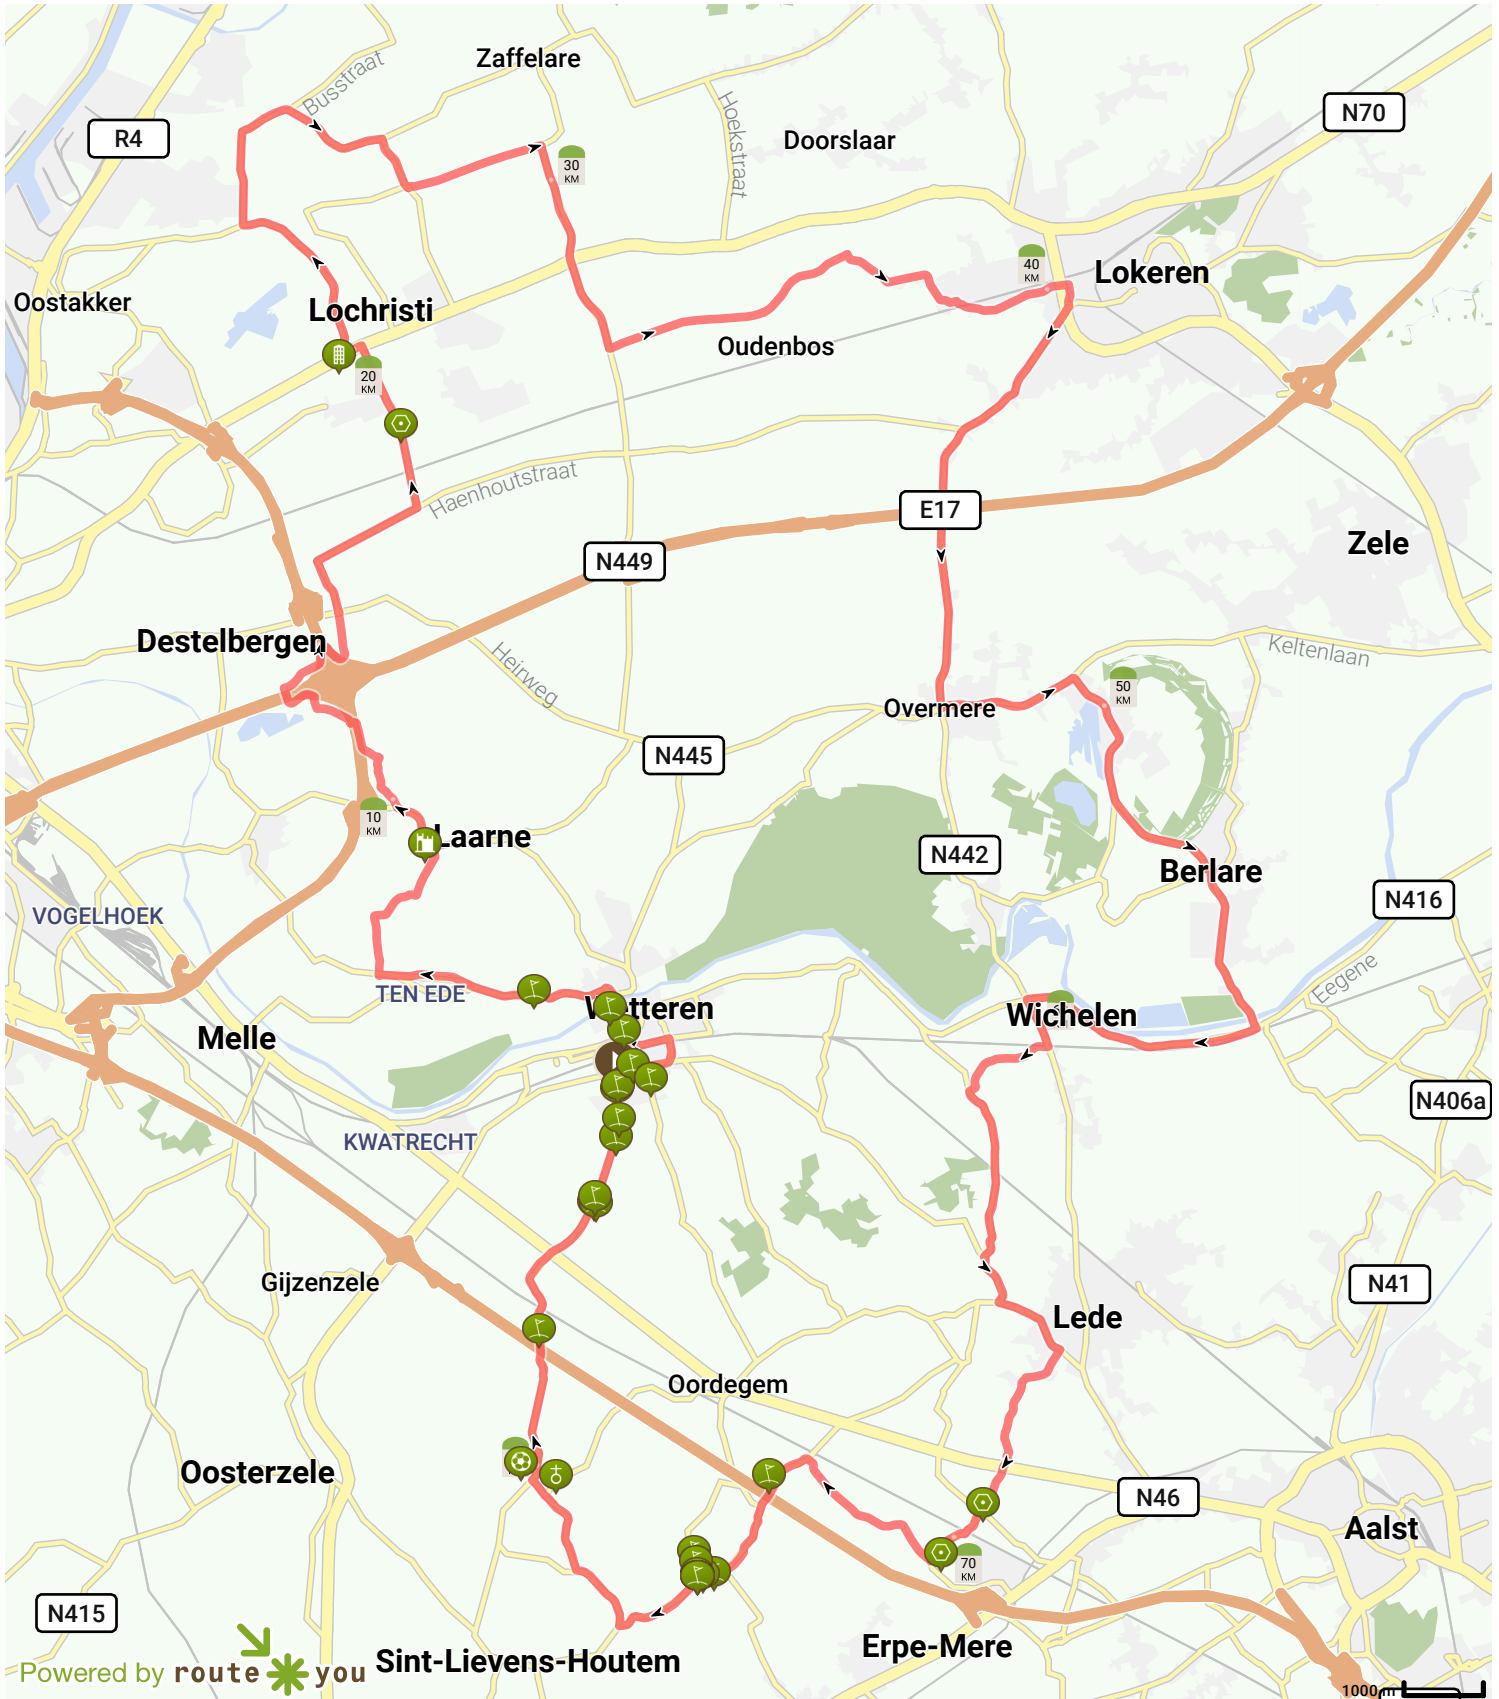 Zaffelare
Busstraat
N70
R4
Hoekstraat
Doorslaar
30
KM
Lokeren
40
KM
Oostakker
Lochristi
Oudenbos
20
KM
Haenhoutstraat
E17
N449
Zele
Destelbergen
Keltenlaan
Heirweg
50
KM
Overmere
N445
10
KM
Laarne
N442
Berlare
N416
VOGELHOEK
Eegene
TEN EDE
Wetteren
Wichelen
Melle
N406a
KWATRECHT
Gijzenzele
N41
Lede
Oordegem
Oosterzele
N46
Aalst
70
KM
N415
Erpe-Mere
Sint-Lievens-Houtem
Powered by routeyou
1000 m